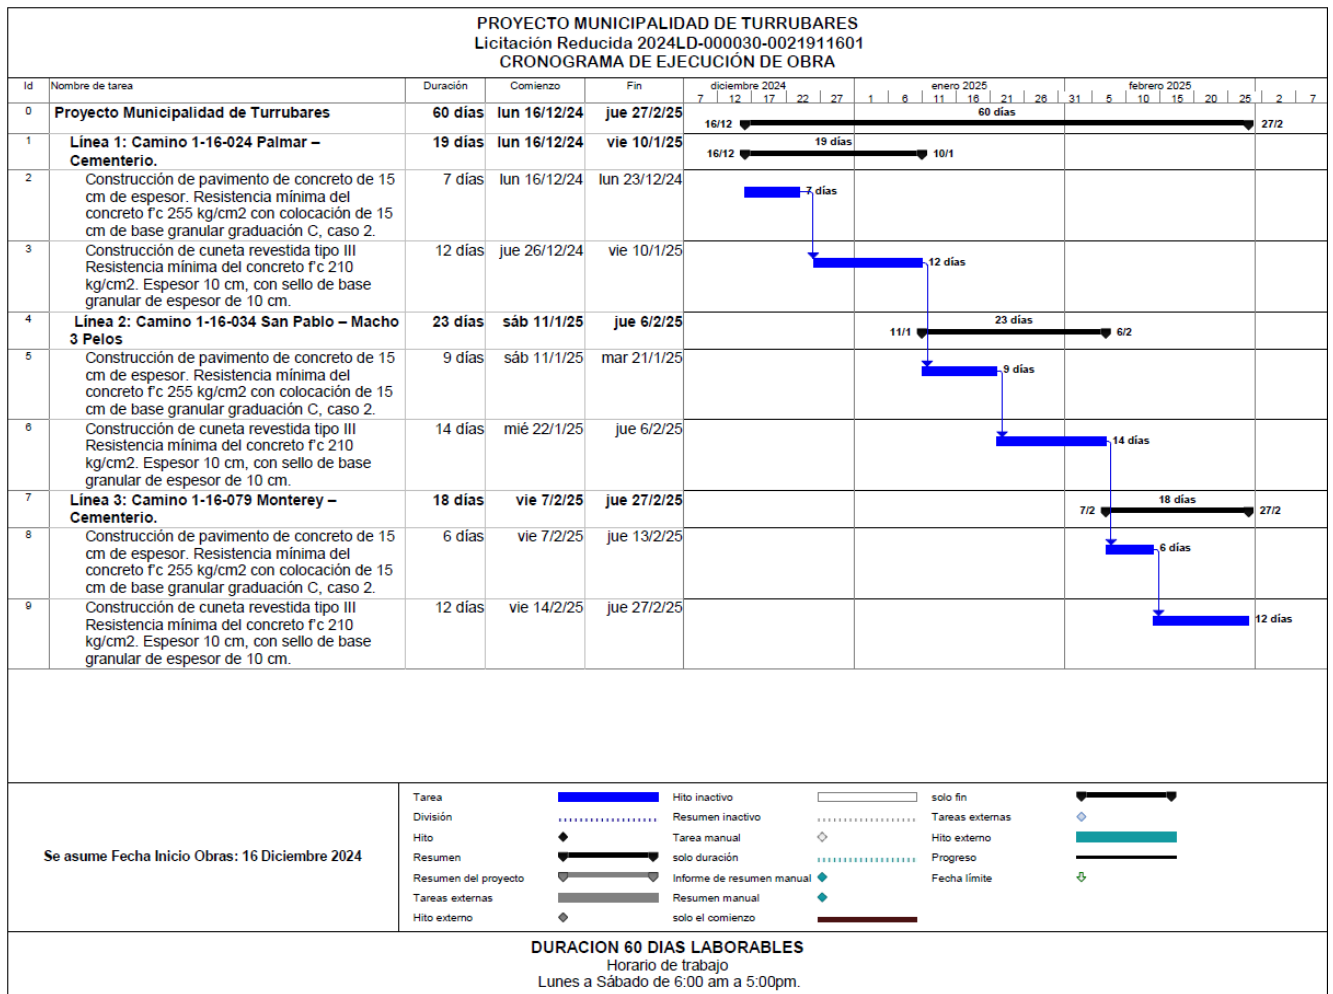 PROYECTO MUNICIPALIDAD DE TURRUBARES
Licitación Reducida 2024LD-000030-0021911601
CRONOGRAMA DE EJECUCIÓN DE OBRA
Id Nombre de tarea Duración Comienzo Fin diciembre 2024 enero 2025 febrero 2025
7 12 17 22 27 1 6 11 16 21 26 31 5 10 15 20 25 2 7
0 Proyecto Municipalidad de Turrubares 60 días lun 16/12/24 jue 27/2/25 60 días
16/12 27/2
1 Línea 1: Camino 1-16-024 Palmar – 19 días lun 16/12/24 vie 10/1/25 19 días
Cementerio. 16/12 10/1
2 Construcción de pavimento de concreto de 15 7 días lun 16/12/24 lun 23/12/24 7 días
cm de espesor. Resistencia mínima del
concreto f'c 255 kg/cm2 con colocación de 15
cm de base granular graduación C, caso 2.
3 Construcción de cuneta revestida tipo III 12 días jue 26/12/24 vie 10/1/25 12 días
Resistencia mínima del concreto f'c 210
kg/cm2. Espesor 10 cm, con sello de base
granular de espesor de 10 cm.
4 Línea 2: Camino 1-16-034 San Pablo – Macho 23 días sáb 11/1/25 jue 6/2/25 23 días
3 Pelos 11/1 6/2
5 Construcción de pavimento de concreto de 15 9 días sáb 11/1/25 mar 21/1/25 9 días
cm de espesor. Resistencia mínima del
concreto f'c 255 kg/cm2 con colocación de 15
cm de base granular graduación C, caso 2.
6 Construcción de cuneta revestida tipo III 14 días mié 22/1/25 jue 6/2/25 14 días
Resistencia mínima del concreto f'c 210
kg/cm2. Espesor 10 cm, con sello de base
granular de espesor de 10 cm.
7 Línea 3: Camino 1-16-079 Monterey – 18 días vie 7/2/25 jue 27/2/25 18 días
Cementerio. 7/2 27/2
8 Construcción de pavimento de concreto de 15 6 días vie 7/2/25 jue 13/2/25 6 días
cm de espesor. Resistencia mínima del
concreto f'c 255 kg/cm2 con colocación de 15
cm de base granular graduación C, caso 2.
9 Construcción de cuneta revestida tipo III 12 días vie 14/2/25 jue 27/2/25 12 días
Resistencia mínima del concreto f'c 210
kg/cm2. Espesor 10 cm, con sello de base
granular de espesor de 10 cm.
Se asume Fecha Inicio Obras: 16 Diciembre 2024
Tarea Hito inactivo solo fin
División Resumen inactivo Tareas externas
Hito Tarea manual Hito externo
Resumen solo duración Progreso
Resumen del proyecto Informe de resumen manual Fecha límite
Tareas externas Resumen manual
Hito externo solo el comienzo
DURACION 60 DIAS LABORABLES
Horario de trabajo
Lunes a Sábado de 6:00 am a 5:00pm.